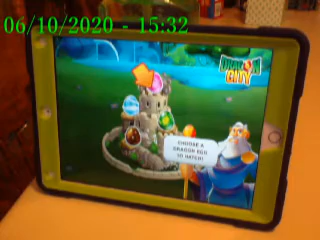 06/10/2020 - 15:32
DRAGON
CITY
CHOOSE A
DRAGON EGG
TO HATCH!